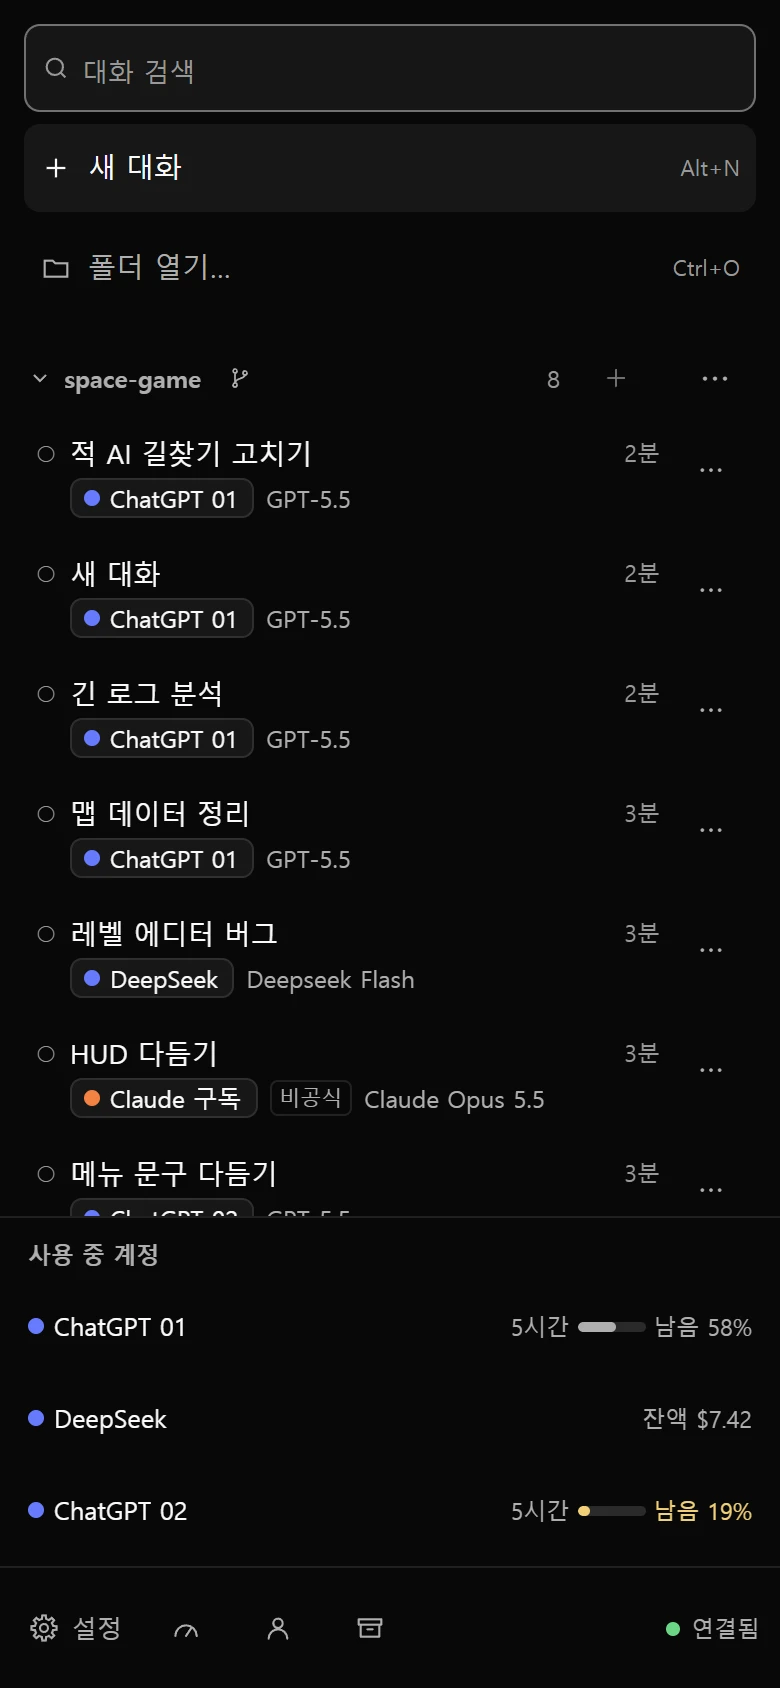 대화 검색
새 대화 Alt+N
폴더 열기... Ctrl+O
space-game 8
적 AI 길찾기 고치기 2분
ChatGPT 01 GPT-5.5
새 대화 2분
ChatGPT 01 GPT-5.5
긴 로그 분석 2분
ChatGPT 01 GPT-5.5
맵 데이터 정리 3분
ChatGPT 01 GPT-5.5
레벨 에디터 버그 3분
DeepSeek Deepseek Flash
HUD 다듬기 3분
Claude 구독 비공식 Claude Opus 5.5
메뉴 문구 다듬기 3분
사용 중 계정
ChatGPT 01 5시간 남음 58%
DeepSeek 잔액 $7.42
ChatGPT 02 5시간 남음 19%
설정 연결됨